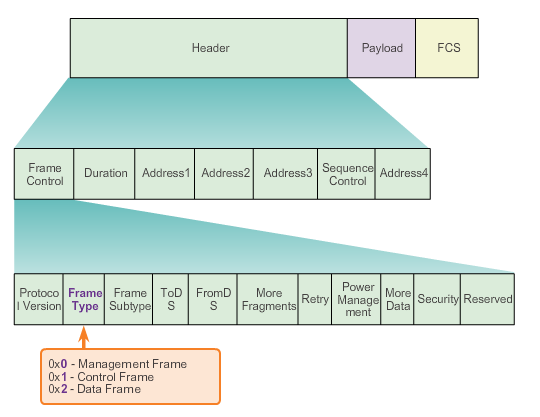 Header
Payload
FCS
Frame
Control
Duration
Address1
Address2
Address3
Sequence
Control
Address4
Protoco
l Version
Frame
Type
Frame
Subtype
ToD
S
FromD
S
More
Fragments
Retry
Power
Manage
ment
More
Data
Security
Reserved
0x0 - Management Frame
0x1 - Control Frame
0x2 - Data Frame